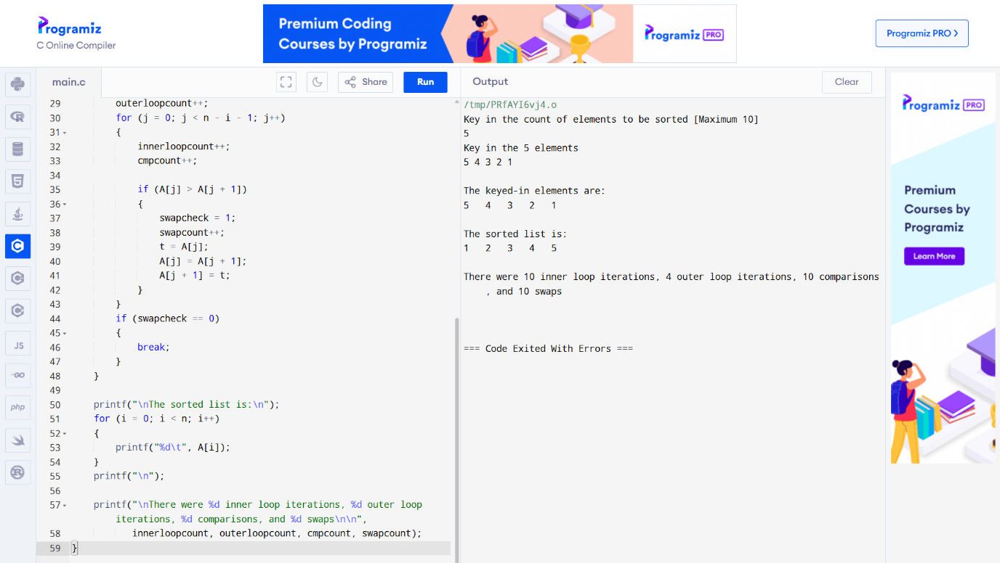 Programiz
C Online Compiler
Premium Coding
Courses by Programiz
Programiz PRO
Programiz PRO >
main.c
Share
Run
Output
Clear
29 outerloopcount++;
30 for (j = 0; j < n - i - 1; j++)
31 {
32 innerloopcount++;
33 cmpcount++;
34
35 if (A[j] > A[j + 1])
36 {
37 swapcheck = 1;
38 swapcount++;
39 t = A[j];
40 A[j] = A[j + 1];
41 A[j + 1] = t;
42 }
43 }
44 if (swapcheck == 0)
45 {
46 break;
47 }
48 }
49
50 printf("\nThe sorted list is:\n");
51 for (i = 0; i < n; i++)
52 {
53 printf("%d\t", A[i]);
54 }
55 printf("\n");
56
57 printf("\nThere were %d inner loop iterations, %d outer loop
iterations, %d comparisons, and %d swaps\n\n",
58 innerloopcount, outerloopcount, cmpcount, swapcount);
59 }
/tmp/PRfAYI6vj4.o
Key in the count of elements to be sorted [Maximum 10]
5
Key in the 5 elements
5 4 3 2 1
The keyed-in elements are:
5 4 3 2 1
The sorted list is:
1 2 3 4 5
There were 10 inner loop iterations, 4 outer loop iterations, 10 comparisons
, and 10 swaps
=== Code Exited With Errors ===
JS
GO
php
Programiz PRO
Premium
Courses by
Programiz
Learn More